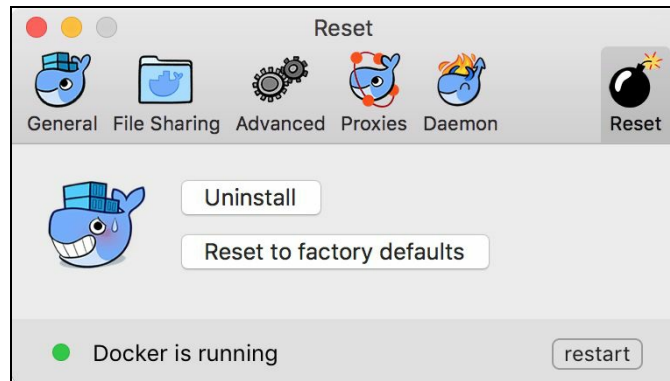 Reset
General File Sharing Advanced Proxies Daemon Reset
Uninstall
Reset to factory defaults
Docker is running restart